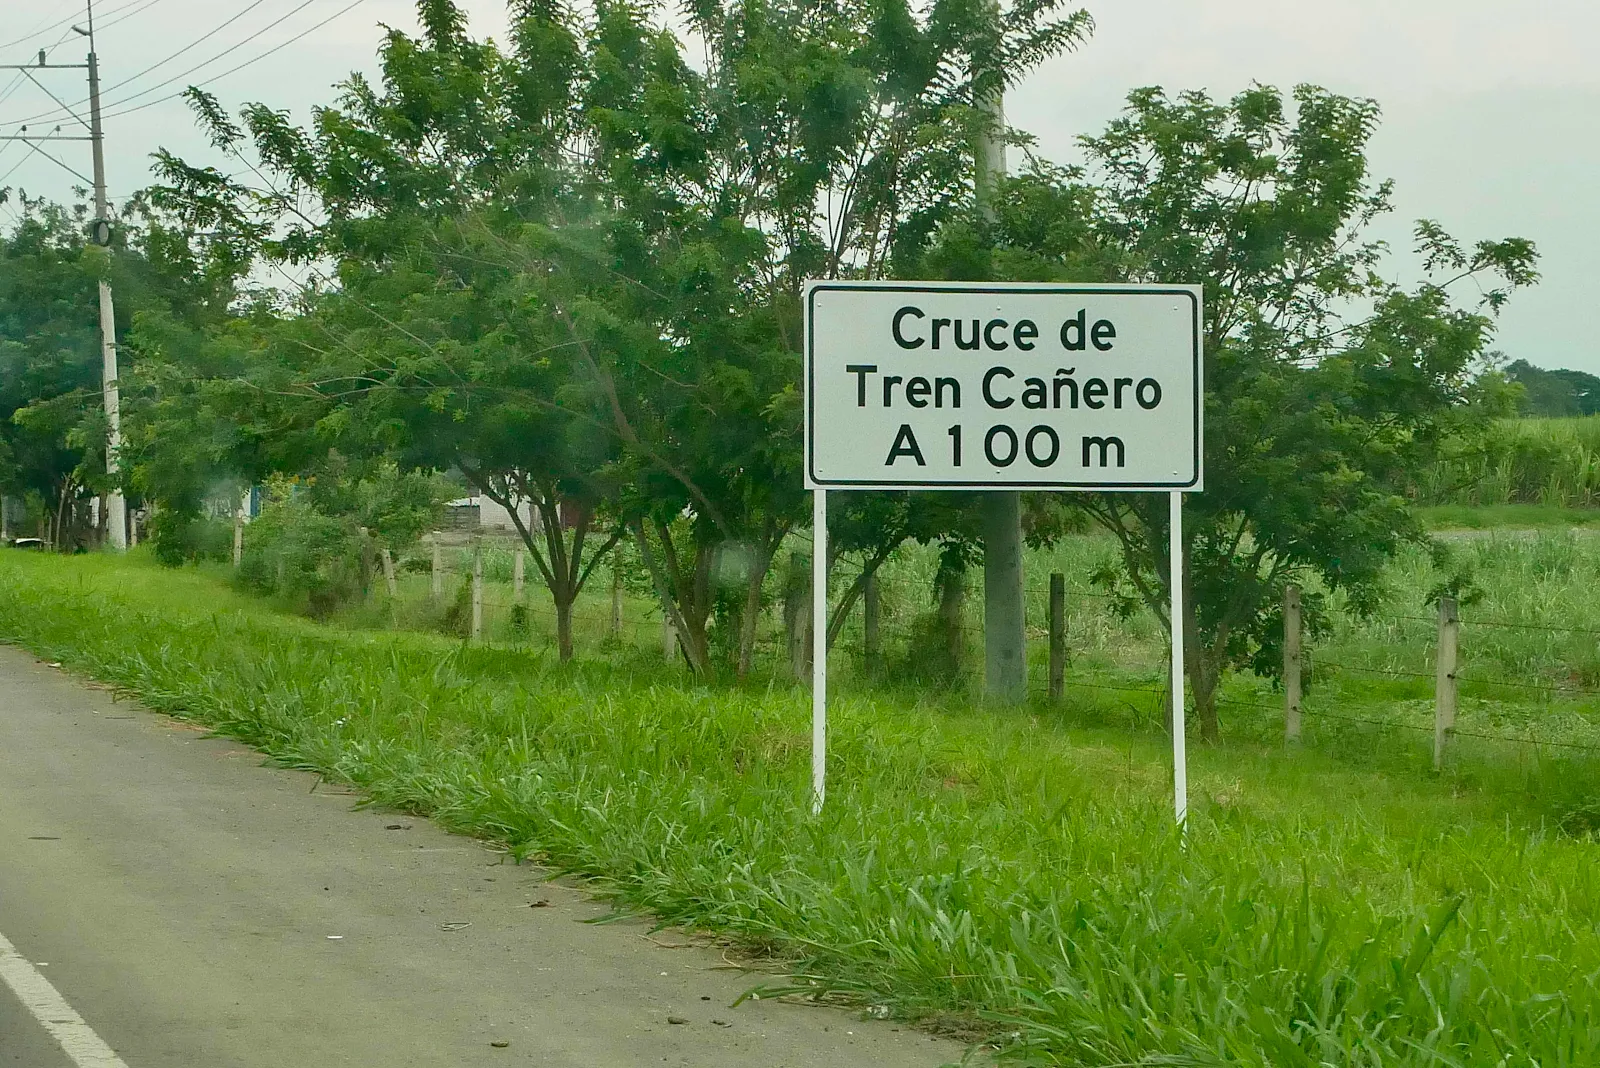 Cruce de
Tren Cañero
A 100 m